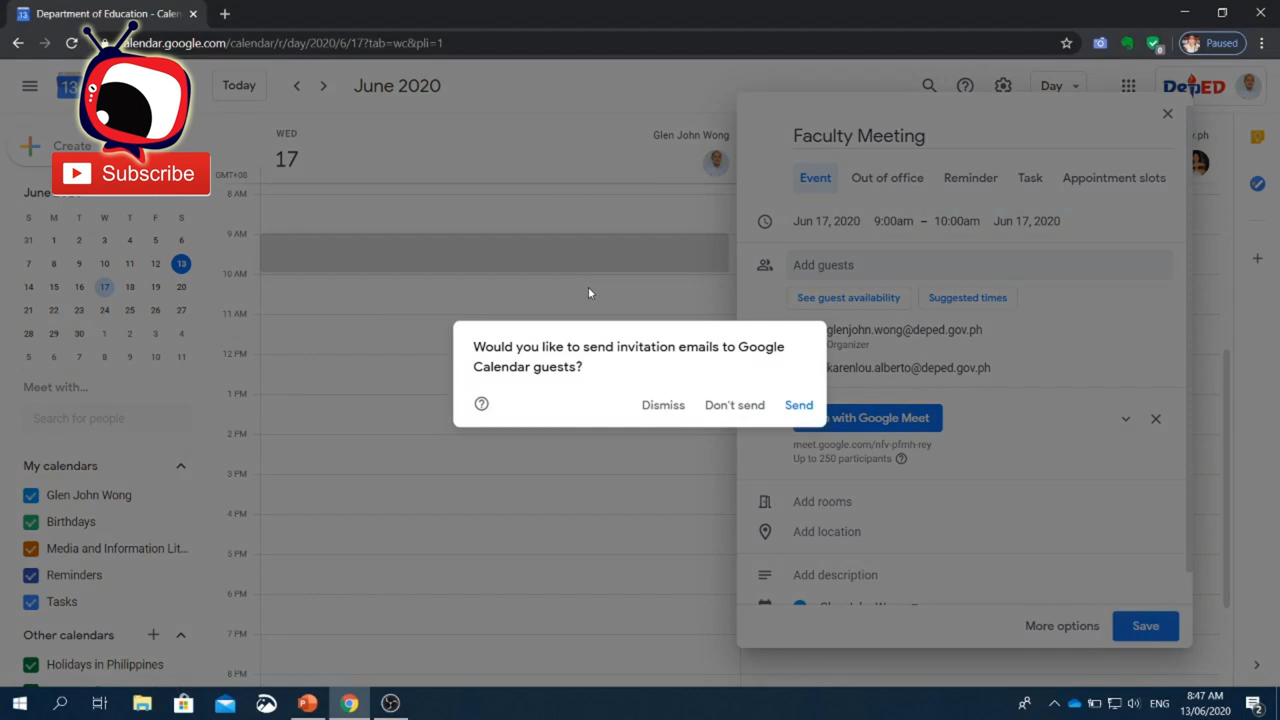 Department of Education - Calen
calendar.google.com/calendar/r/day/2020/6/17?tab=wc&pli=1
Paused
13
Today
June 2020
Day
DepED
Subscribe
Create
WED
17
GMT+08
Glen John Wong
.ph
June
S M T W T F S
31 1 2 3 4 5 6
7 8 9 10 11 12 13
14 15 16 17 18 19 20
21 22 23 24 25 26 27
28 29 30 1 2 3 4
5 6 7 8 9 10 11
Meet with...
Search for people
My calendars
Glen John Wong
Birthdays
Media and Information Lit...
Reminders
Tasks
Other calendars
Holidays in Philippines
8 AM
9 AM
10 AM
11 AM
12 PM
1 PM
2 PM
3 PM
4 PM
5 PM
6 PM
7 PM
8 PM
Faculty Meeting
Event Out of office Reminder Task Appointment slots
Jun 17, 2020 9:00am – 10:00am Jun 17, 2020
Add guests
See guest availability Suggested times
glenjohn.wong@deped.gov.ph
Organizer
karenlou.alberto@deped.gov.ph
with Google Meet
meet.google.com/nfv-pfmh-rey
Up to 250 participants
Add rooms
Add location
Add description
More options Save
Would you like to send invitation emails to Google
Calendar guests?
Dismiss Don't send Send
ENG
8:47 AM
13/06/2020
2